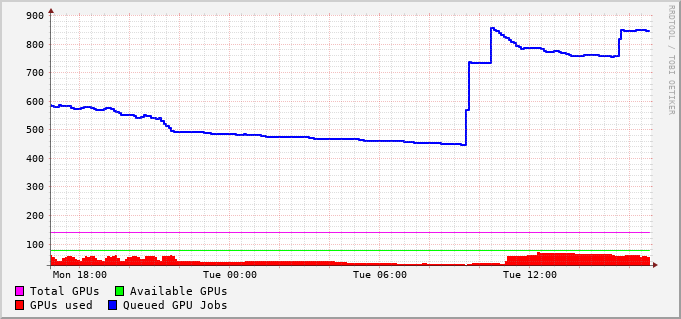 900
800
700
600
500
400
300
200
100
Mon 18:00 Tue 00:00 Tue 06:00 Tue 12:00
Total GPUs Available GPUs
GPUs used Queued GPU Jobs
RRDTOOL / TOBI OETIKER